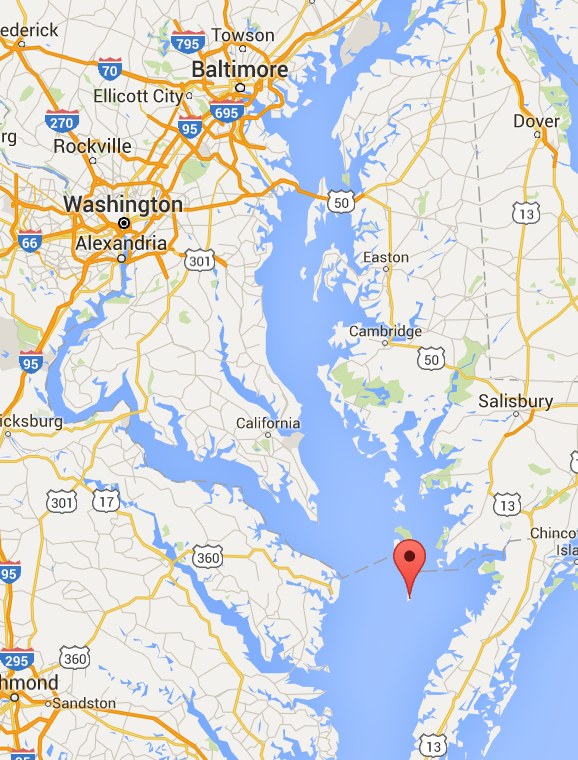 ederick
795
Towson
70
Baltimore
Ellicott City
270
95
695
rg
Rockville
Dover
Washington
50
13
66
Alexandria
301
Easton
Cambridge
95
50
Salisbury
icksburg
California
301
17
13
Chincot
Isla
360
95
295
360
hmond
Sandston
13